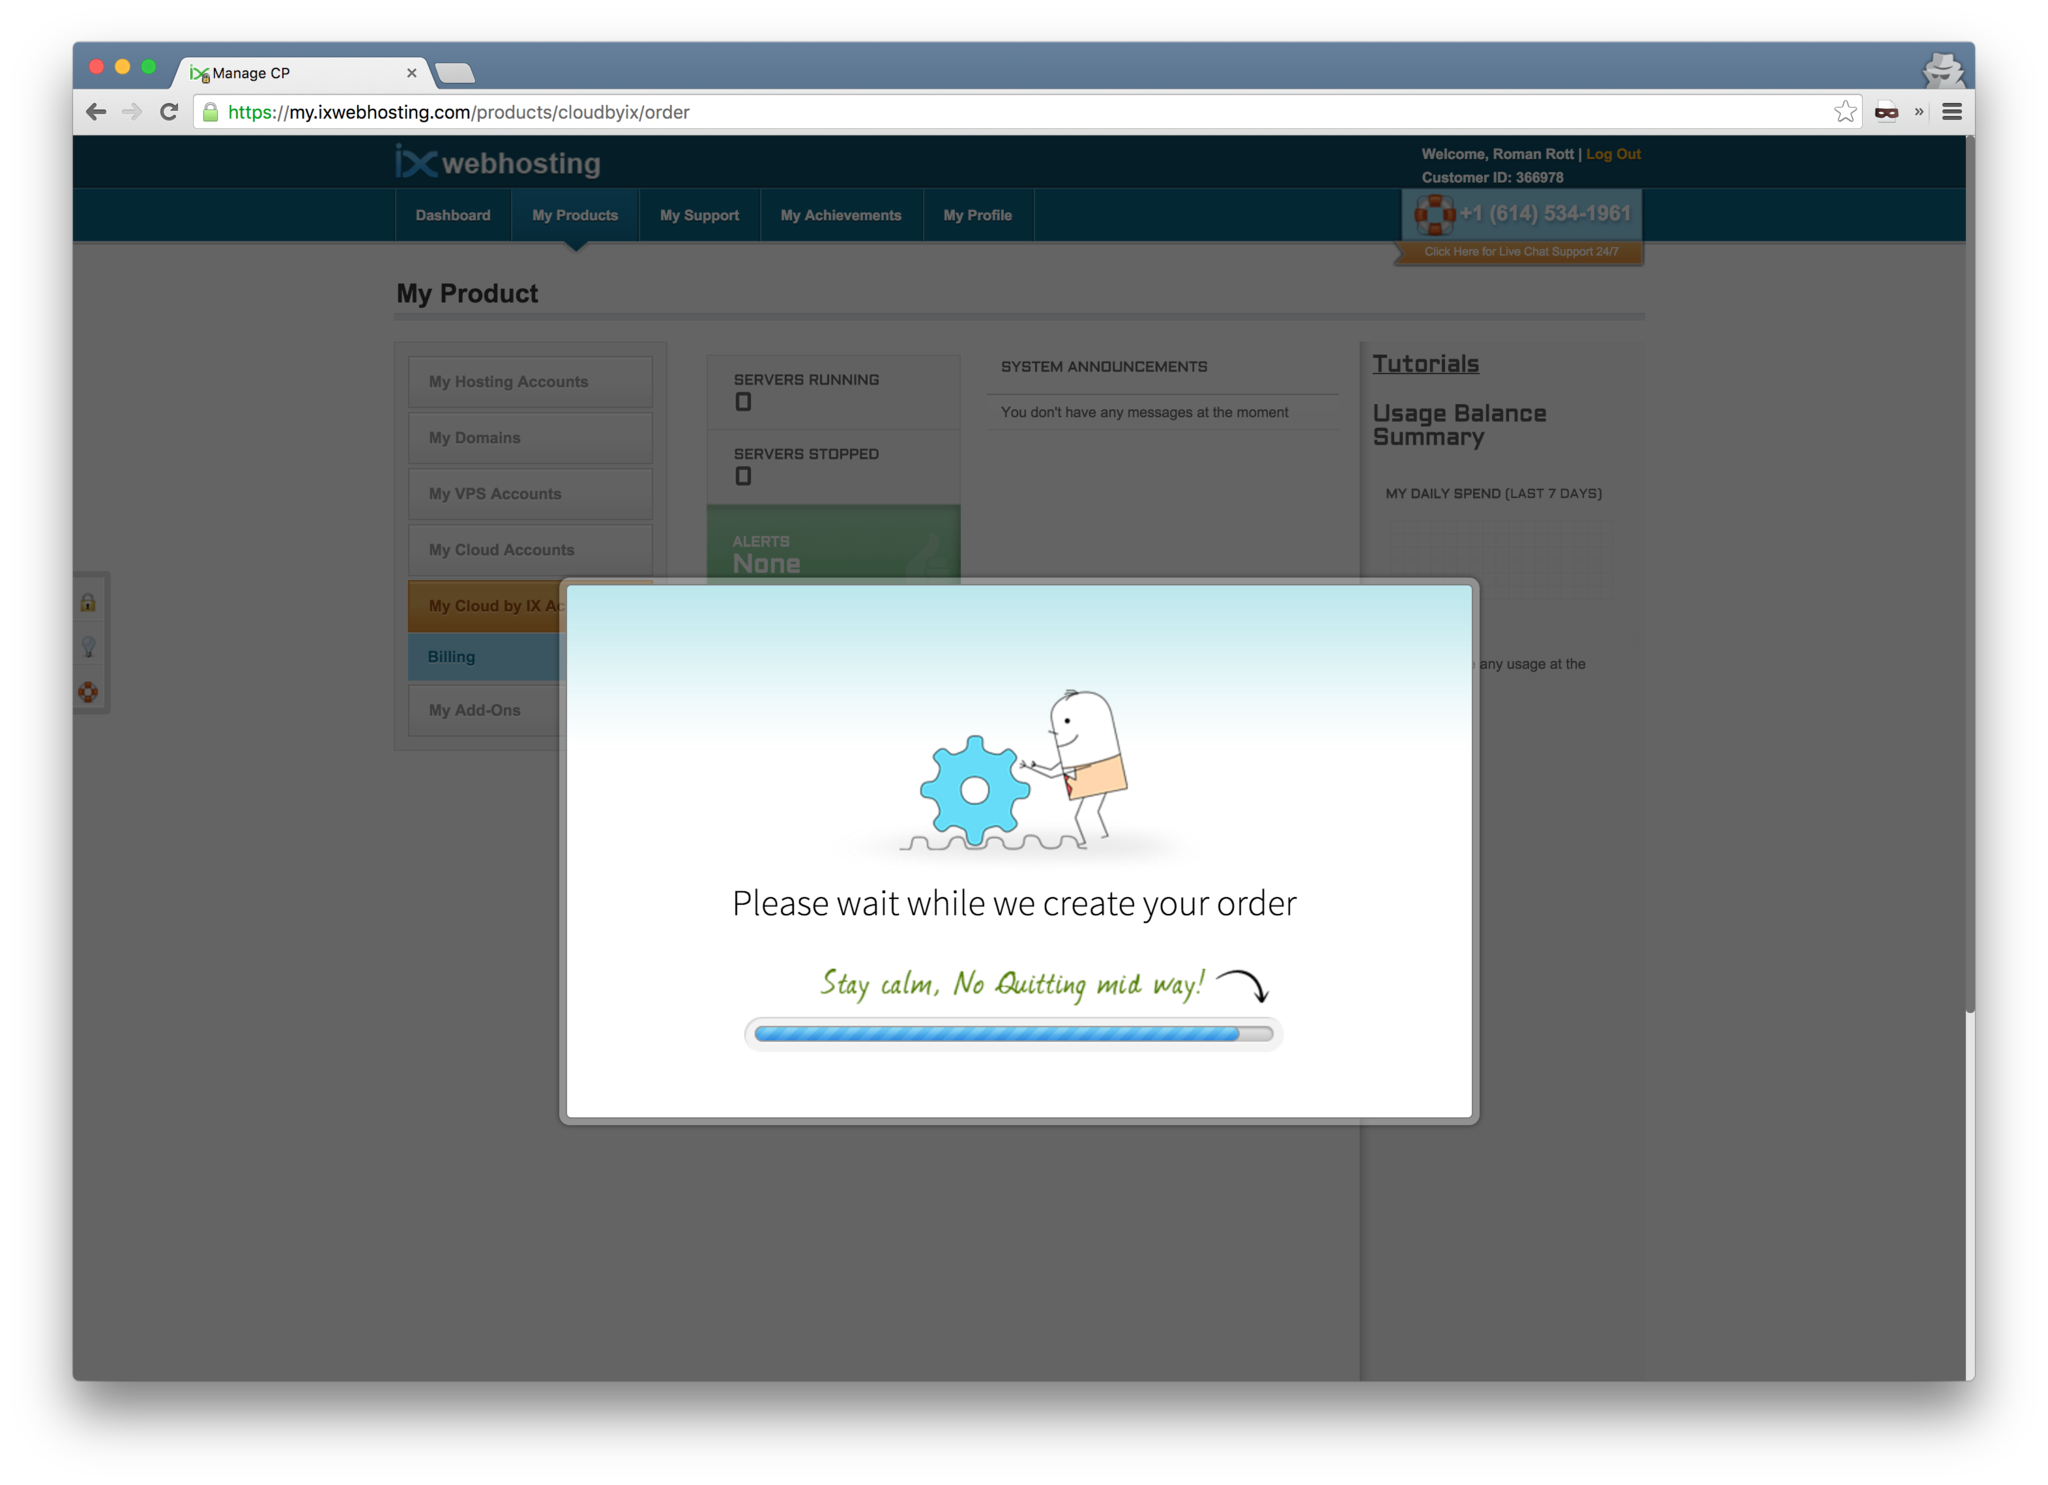 Manage CP
https://my.ixwebhosting.com/products/cloudbyix/order
ix webhosting
Welcome, Roman Rott | Log Out
Customer ID: 366978
Dashboard
My Products
My Support
My Achievements
My Profile
+1 (614) 534-1961
Click Here for Live Chat Support 24/7
My Product
My Hosting Accounts
My Domains
My VPS Accounts
My Cloud Accounts
My Cloud by IX Ac
Billing
My Add-Ons
SERVERS RUNNING
0
SERVERS STOPPED
0
ALERTS
None
SYSTEM ANNOUNCEMENTS
You don't have any messages at the moment
Tutorials
Usage Balance
Summary
MY DAILY SPEND (LAST 7 DAYS)
any usage at the
Please wait while we create your order
Stay calm, No Quitting mid way!